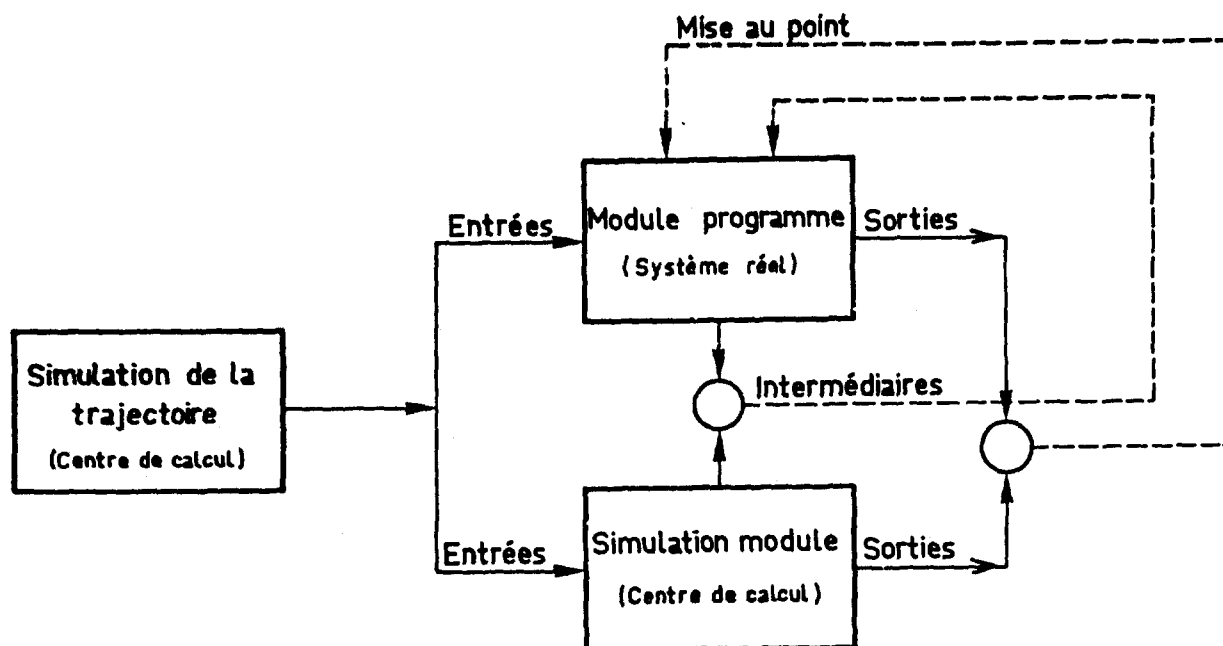 Mise au point
Entrées
Module programme
(Système réel)
Sorties
Simulation de la
trajectoire
(Centre de calcul)
Intermédiaires
Entrées
Simulation module
(Centre de calcul)
Sorties